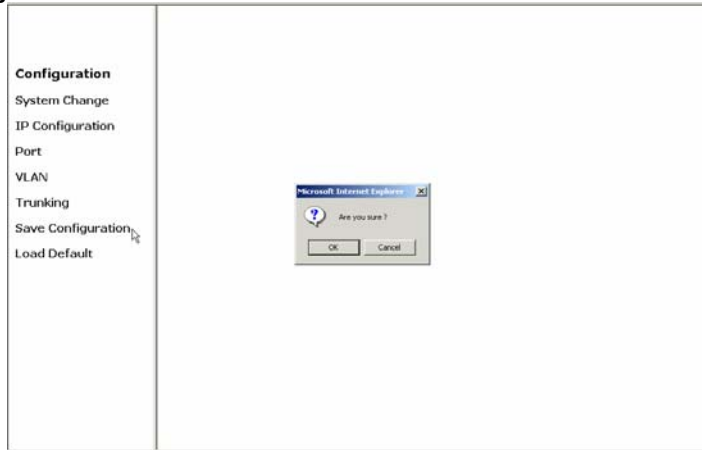 Configuration
System Change
IP Configuration
Port
VLAN
Trunking
Save Configuration
Load Default
Microsoft Internet Explorer
Are you sure ?
OK
Cancel